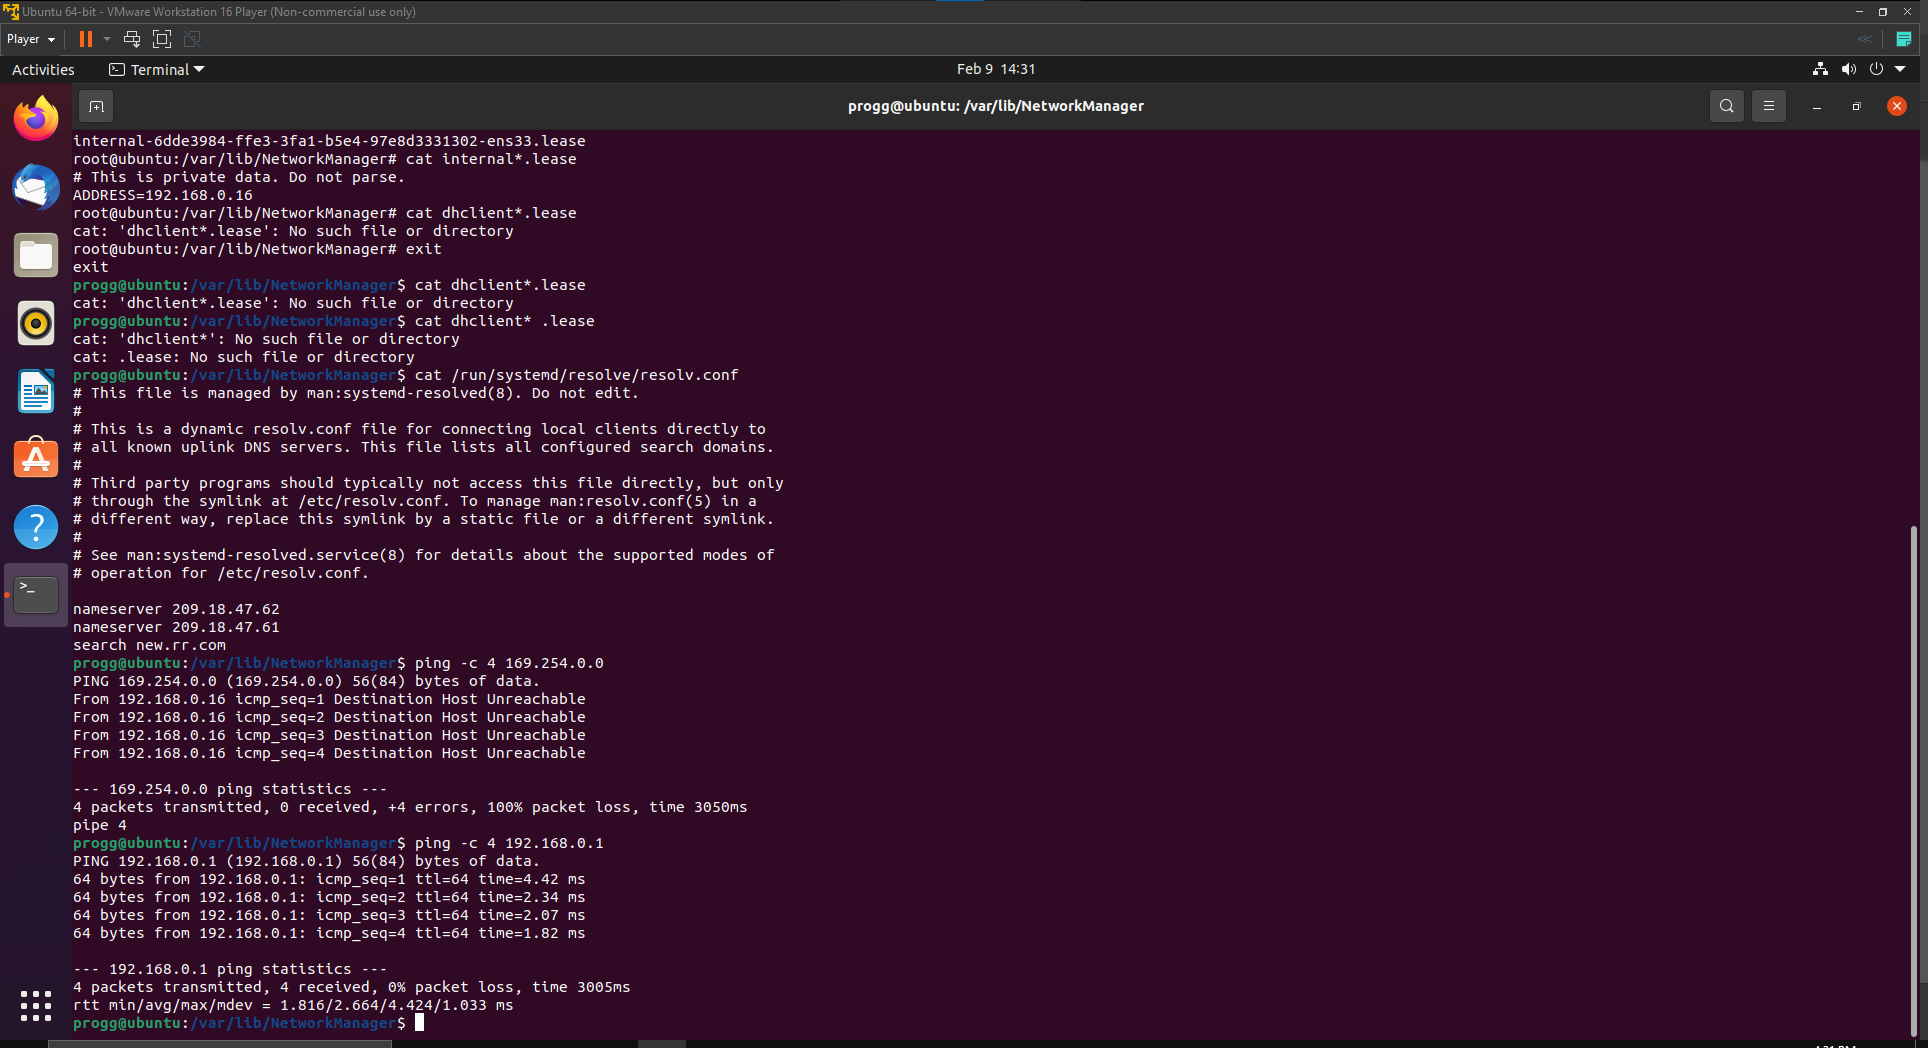 Ubuntu 64-bit - VMware Workstation 16 Player (Non-commercial use only)
Player
Activities Terminal Feb 9 14:31
progg@ubuntu: /var/lib/NetworkManager
internal-6dde3984-ffe3-3fa1-b5e4-97e8d3331302-ens33.lease
root@ubuntu:/var/lib/NetworkManager# cat internal*.lease
# This is private data. Do not parse.
ADDRESS=192.168.0.16
root@ubuntu:/var/lib/NetworkManager# cat dhclient*.lease
cat: 'dhclient*.lease': No such file or directory
root@ubuntu:/var/lib/NetworkManager# exit
exit
progg@ubuntu:/var/lib/NetworkManager$ cat dhclient*.lease
cat: 'dhclient*.lease': No such file or directory
progg@ubuntu:/var/lib/NetworkManager$ cat dhclient* .lease
cat: 'dhclient*': No such file or directory
cat: .lease: No such file or directory
progg@ubuntu:/var/lib/NetworkManager$ cat /run/systemd/resolve/resolv.conf
# This file is managed by man:systemd-resolved(8). Do not edit.
#
# This is a dynamic resolv.conf file for connecting local clients directly to
# all known uplink DNS servers. This file lists all configured search domains.
#
# Third party programs should typically not access this file directly, but only
# through the symlink at /etc/resolv.conf. To manage man:resolv.conf(5) in a
# different way, replace this symlink by a static file or a different symlink.
#
# See man:systemd-resolved.service(8) for details about the supported modes of
# operation for /etc/resolv.conf.
nameserver 209.18.47.62
nameserver 209.18.47.61
search new.rr.com
progg@ubuntu:/var/lib/NetworkManager$ ping -c 4 169.254.0.0
PING 169.254.0.0 (169.254.0.0) 56(84) bytes of data.
From 192.168.0.16 icmp_seq=1 Destination Host Unreachable
From 192.168.0.16 icmp_seq=2 Destination Host Unreachable
From 192.168.0.16 icmp_seq=3 Destination Host Unreachable
From 192.168.0.16 icmp_seq=4 Destination Host Unreachable
--- 169.254.0.0 ping statistics ---
4 packets transmitted, 0 received, +4 errors, 100% packet loss, time 3050ms
pipe 4
progg@ubuntu:/var/lib/NetworkManager$ ping -c 4 192.168.0.1
PING 192.168.0.1 (192.168.0.1) 56(84) bytes of data.
64 bytes from 192.168.0.1: icmp_seq=1 ttl=64 time=4.42 ms
64 bytes from 192.168.0.1: icmp_seq=2 ttl=64 time=2.34 ms
64 bytes from 192.168.0.1: icmp_seq=3 ttl=64 time=2.07 ms
64 bytes from 192.168.0.1: icmp_seq=4 ttl=64 time=1.82 ms
--- 192.168.0.1 ping statistics ---
4 packets transmitted, 4 received, 0% packet loss, time 3005ms
rtt min/avg/max/mdev = 1.816/2.664/4.424/1.033 ms
progg@ubuntu:/var/lib/NetworkManager$